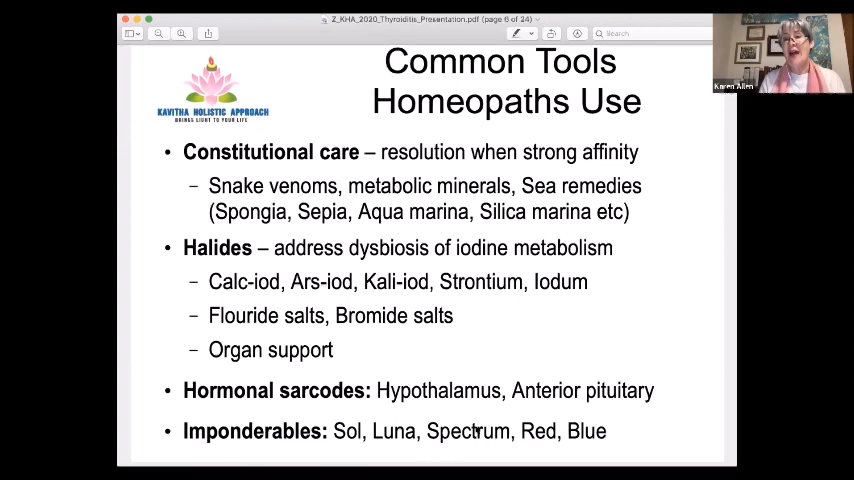 Z_KHA_2020_Thyroiditis_Presentation.pdf (page 6 of 24)
Search
Karen Allen
Common Tools
Homeopaths Use
KAVITHA HOLISTIC APPROACH
BRINGS LIGHT TO YOUR LIFE
• Constitutional care – resolution when strong affinity
– Snake venoms, metabolic minerals, Sea remedies
(Spongia, Sepia, Aqua marina, Silica marina etc)
• Halides – address dysbiosis of iodine metabolism
– Calc-iod, Ars-iod, Kali-iod, Strontium, Iodum
– Flouride salts, Bromide salts
– Organ support
• Hormonal sarcodes: Hypothalamus, Anterior pituitary
• Imponderables: Sol, Luna, Spectrum, Red, Blue